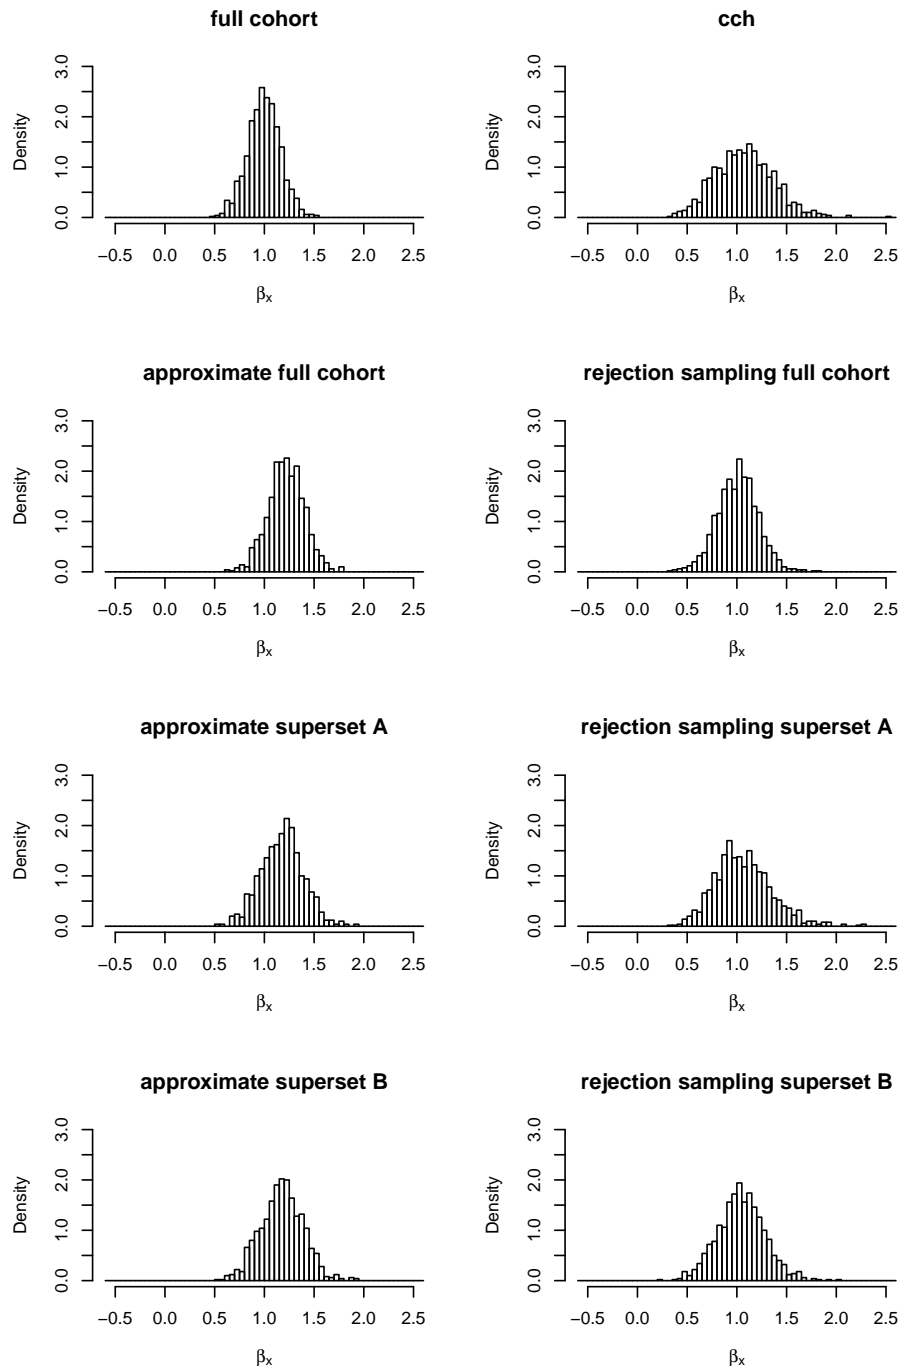 full cohort
Density
0.0 1.0 2.0 3.0
−0.5 0.0 0.5 1.0 1.5 2.0 2.5
βx
cch
Density
0.0 1.0 2.0 3.0
−0.5 0.0 0.5 1.0 1.5 2.0 2.5
βx
approximate full cohort
Density
0.0 1.0 2.0 3.0
−0.5 0.0 0.5 1.0 1.5 2.0 2.5
βx
rejection sampling full cohort
Density
0.0 1.0 2.0 3.0
−0.5 0.0 0.5 1.0 1.5 2.0 2.5
βx
approximate superset A
Density
0.0 1.0 2.0 3.0
−0.5 0.0 0.5 1.0 1.5 2.0 2.5
βx
rejection sampling superset A
Density
0.0 1.0 2.0 3.0
−0.5 0.0 0.5 1.0 1.5 2.0 2.5
βx
approximate superset B
Density
0.0 1.0 2.0 3.0
−0.5 0.0 0.5 1.0 1.5 2.0 2.5
βx
rejection sampling superset B
Density
0.0 1.0 2.0 3.0
−0.5 0.0 0.5 1.0 1.5 2.0 2.5
βx